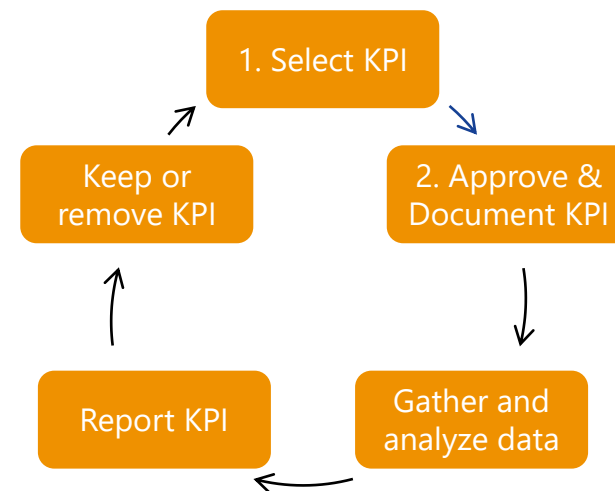 1. Select KPI
2. Approve &
Document KPI
Gather and
analyze data
Report KPI
Keep or
remove KPI